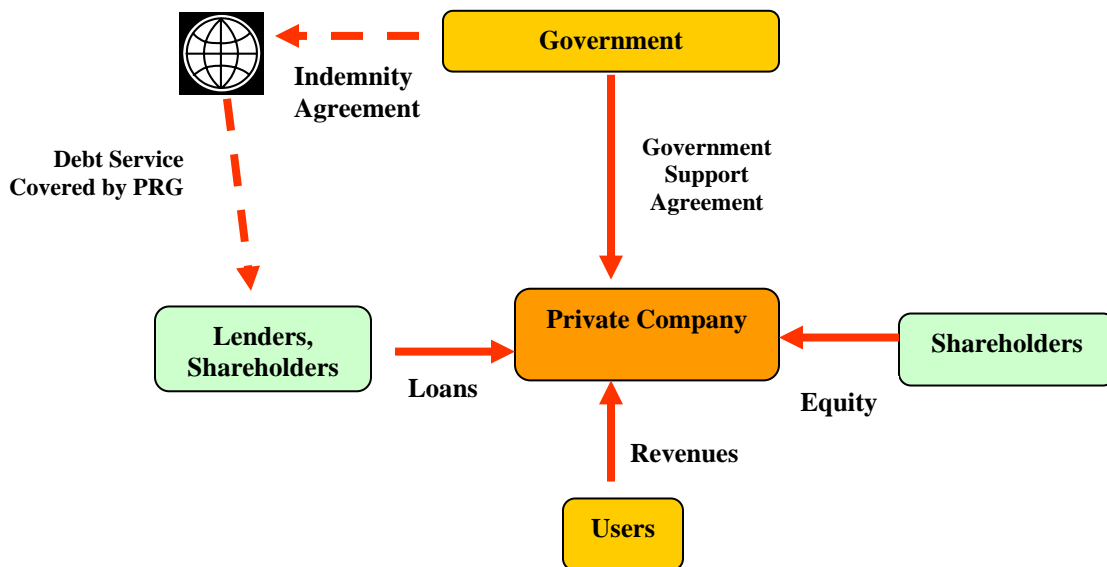 Government
Indemnity
Agreement
Debt Service
Covered by PRG
Government
Support
Agreement
Lenders,
Shareholders
Private Company
Shareholders
Loans
Equity
Revenues
Users